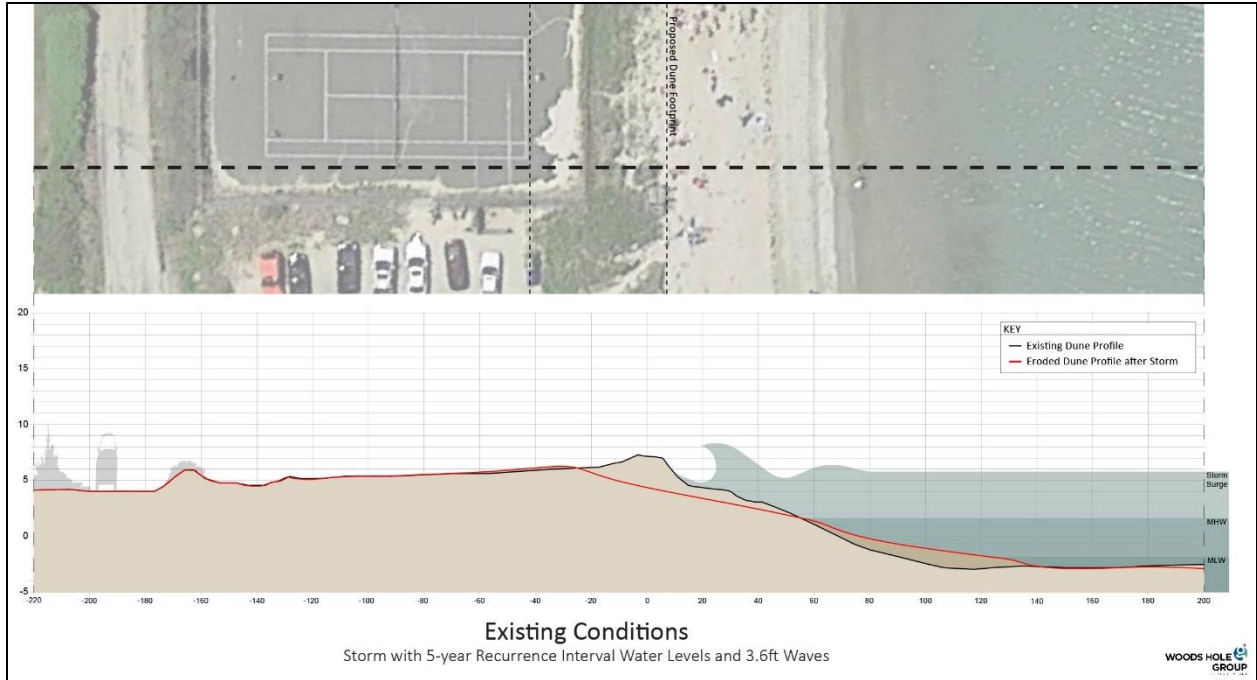 Proposed Dune Footprint
20
15
10
5
0
-5
KEY
Existing Dune Profile
Eroded Dune Profile after Storm
Storm
Surge
MHW
MLW
-220 -200 -180 -160 -140 -120 -100 -80 -60 -40 -20 0 20 40 60 80 100 120 140 160 180 200
Existing Conditions
Storm with 5-year Recurrence Interval Water Levels and 3.6ft Waves
WOODS HOLE
GROUP